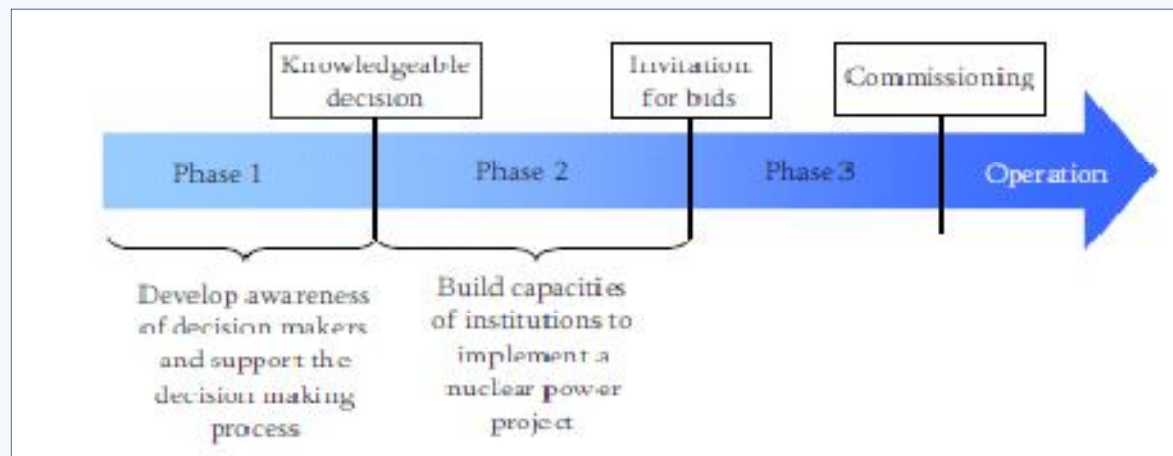 Knowledgeable
decision
Invitation
for bids
Commissioning
Phase 1
Phase 2
Phase 3
Operation
Develop awareness
of decision makers
and support the
decision making
process
Build capacities
of institutions to
implement a
nuclear power
project